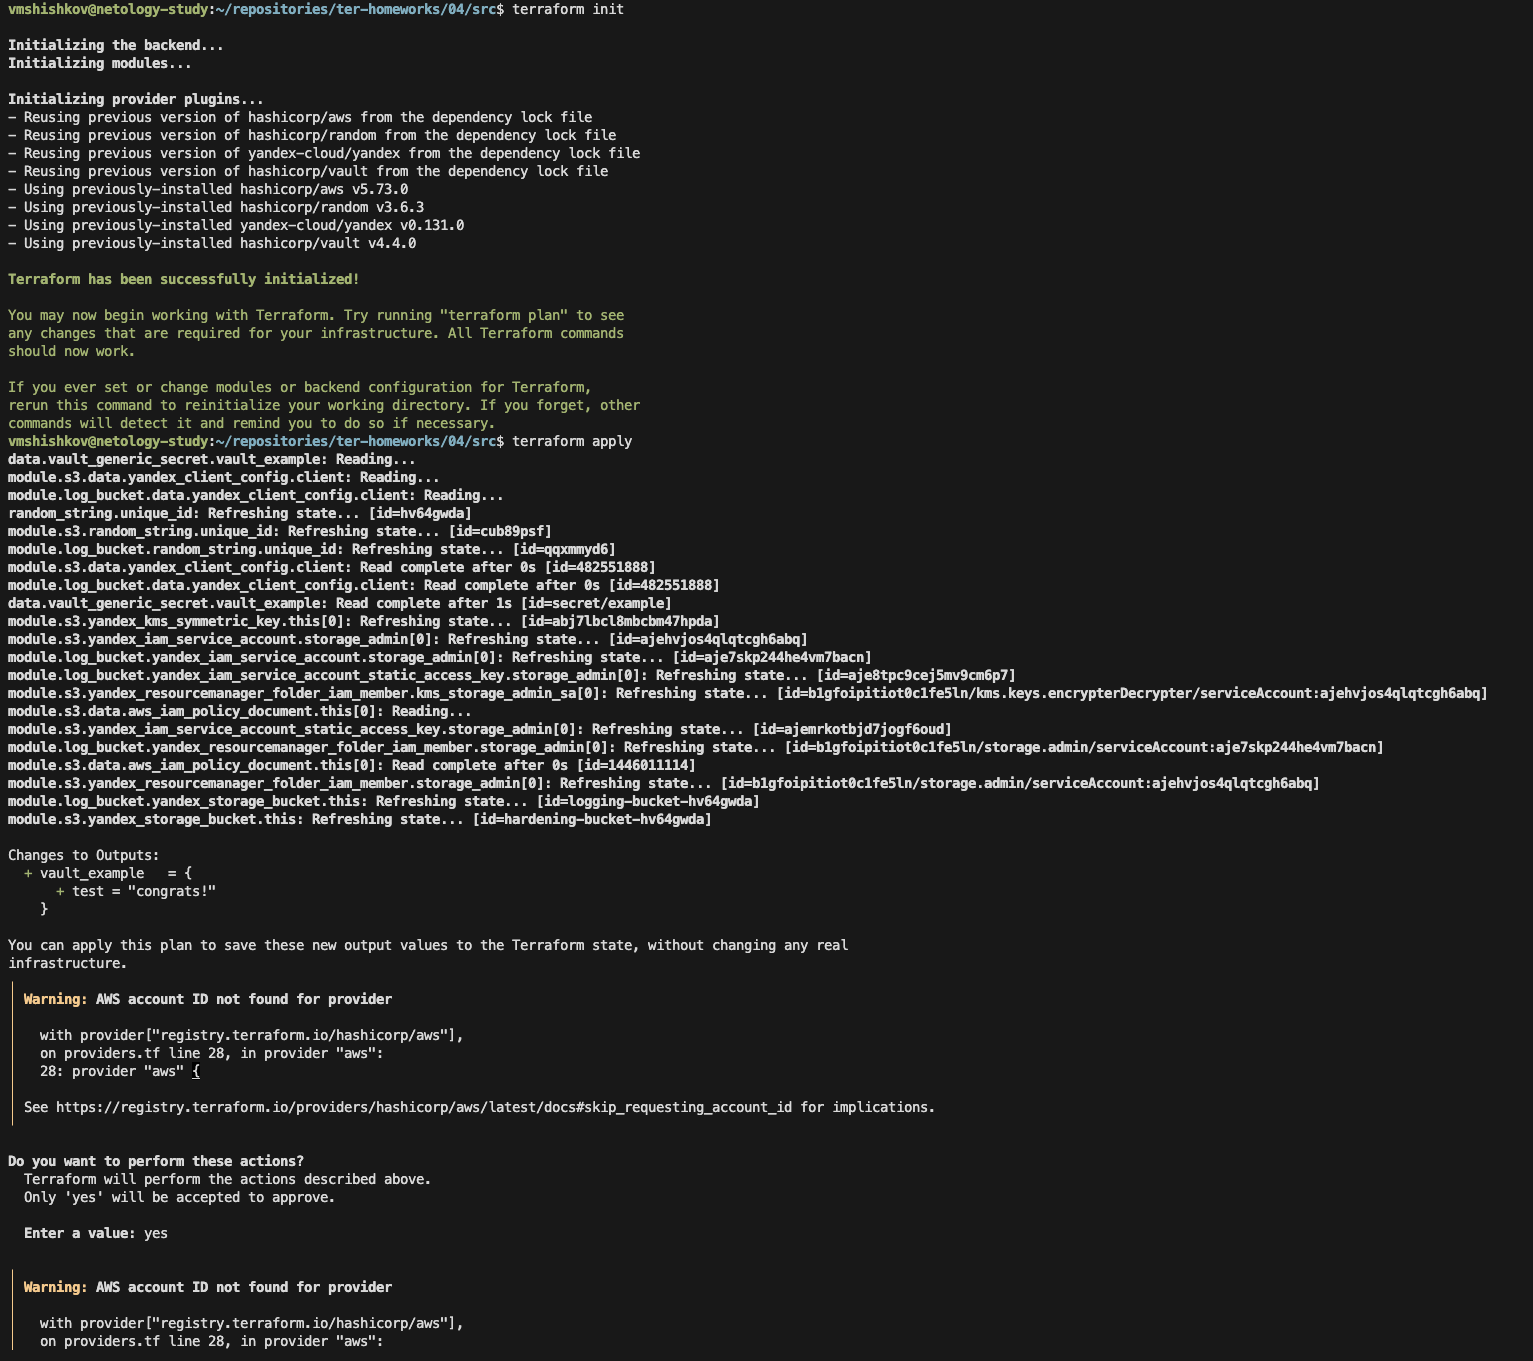 vmshishkov@netology-study:~/repositories/ter-homeworks/04/src$ terraform init
Initializing the backend...
Initializing modules...
Initializing provider plugins...
- Reusing previous version of hashicorp/aws from the dependency lock file
- Reusing previous version of hashicorp/random from the dependency lock file
- Reusing previous version of yandex-cloud/yandex from the dependency lock file
- Reusing previous version of hashicorp/vault from the dependency lock file
- Using previously-installed hashicorp/aws v5.73.0
- Using previously-installed hashicorp/random v3.6.3
- Using previously-installed yandex-cloud/yandex v0.131.0
- Using previously-installed hashicorp/vault v4.4.0
Terraform has been successfully initialized!
You may now begin working with Terraform. Try running "terraform plan" to see
any changes that are required for your infrastructure. All Terraform commands
should now work.
If you ever set or change modules or backend configuration for Terraform,
rerun this command to reinitialize your working directory. If you forget, other
commands will detect it and remind you to do so if necessary.
vmshishkov@netology-study:~/repositories/ter-homeworks/04/src$ terraform apply
data.vault_generic_secret.vault_example: Reading...
module.s3.data.yandex_client_config.client: Reading...
module.log_bucket.data.yandex_client_config.client: Reading...
random_string.unique_id: Refreshing state... [id=hv64gwda]
module.s3.random_string.unique_id: Refreshing state... [id=cub89psf]
module.log_bucket.random_string.unique_id: Refreshing state... [id=qqxmmyd6]
module.s3.data.yandex_client_config.client: Read complete after 0s [id=482551888]
module.log_bucket.data.yandex_client_config.client: Read complete after 0s [id=482551888]
data.vault_generic_secret.vault_example: Read complete after 1s [id=secret/example]
module.s3.yandex_kms_symmetric_key.this[0]: Refreshing state... [id=abj7lbcl8mbcbm47hpda]
module.s3.yandex_iam_service_account.storage_admin[0]: Refreshing state... [id=ajehvjos4qlqtcgh6abq]
module.log_bucket.yandex_iam_service_account.storage_admin[0]: Refreshing state... [id=aje7skp244he4vm7bacn]
module.log_bucket.yandex_iam_service_account_static_access_key.storage_admin[0]: Refreshing state... [id=aje8tpc9cej5mv9cm6p7]
module.s3.yandex_resourcemanager_folder_iam_member.kms_storage_admin_sa[0]: Refreshing state... [id=b1gfoipitiot0c1fe5ln/kms.keys.encrypterDecrypter/serviceAccount:ajehvjos4qlqtcgh6abq]
module.s3.data.aws_iam_policy_document.this[0]: Reading...
module.s3.yandex_iam_service_account_static_access_key.storage_admin[0]: Refreshing state... [id=ajemrkotbjd7jogf6oud]
module.log_bucket.yandex_resourcemanager_folder_iam_member.storage_admin[0]: Refreshing state... [id=b1gfoipitiot0c1fe5ln/storage.admin/serviceAccount:aje7skp244he4vm7bacn]
module.s3.data.aws_iam_policy_document.this[0]: Read complete after 0s [id=1446011114]
module.s3.yandex_resourcemanager_folder_iam_member.storage_admin[0]: Refreshing state... [id=b1gfoipitiot0c1fe5ln/storage.admin/serviceAccount:ajehvjos4qlqtcgh6abq]
module.log_bucket.yandex_storage_bucket.this: Refreshing state... [id=logging-bucket-hv64gwda]
module.s3.yandex_storage_bucket.this: Refreshing state... [id=hardening-bucket-hv64gwda]
Changes to Outputs:
+ vault_example   = {
+ test = "congrats!"
}
You can apply this plan to save these new output values to the Terraform state, without changing any real
infrastructure.
Warning: AWS account ID not found for provider
with provider["registry.terraform.io/hashicorp/aws"],
on providers.tf line 28, in provider "aws":
28: provider "aws" {
See https://registry.terraform.io/providers/hashicorp/aws/latest/docs#skip_requesting_account_id for implications.
Do you want to perform these actions?
Terraform will perform the actions described above.
Only 'yes' will be accepted to approve.
Enter a value: yes
Warning: AWS account ID not found for provider
with provider["registry.terraform.io/hashicorp/aws"],
on providers.tf line 28, in provider "aws":